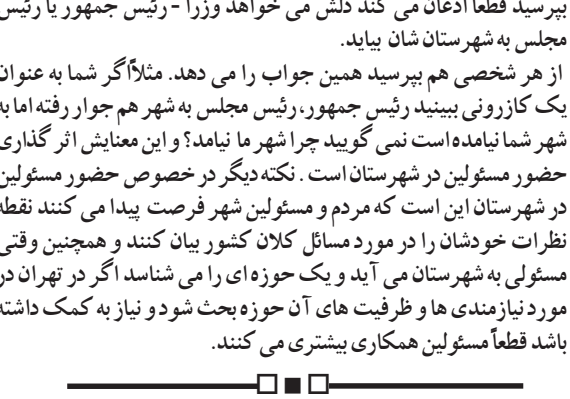 بپرسید قطعاً اذعان می کند دلش می خواهد وزرا - رئیس جمهور یا رئیس
مجلس به شهرستان شان بیاید.
از هر شخصی هم بپرسید همین جواب را می دهد. مثلاًاگر شما به عنوان
یک کازرونی ببینید رئیس جمهور،رئیس مجلس به شهر هم جوار رفته اما به
شهر شما نیامده است نمی گویید چرا شهر ما نیامد؟ و این معنایش اثر گذاری
حضور مسئولین در شهرستان است . نکته دیگر در خصوص حضور مسئولین
در شهرستان این است که مردم و مسئولین شهر فرصت پیدا می کنند نقطه
نظرات خودشان را در مورد مسائل کلان کشور بیان کنند و همچنین وقتی
مسئولی به شهرستان می آید و یک حوزه ای را می شناسد اگر در تهران در
مورد نیازمندی ها و ظرفیت های آن حوزه بحث شود و نیاز به کمک داشته
باشد قطعاً مسئولین همکاری بیشتری می کنند.